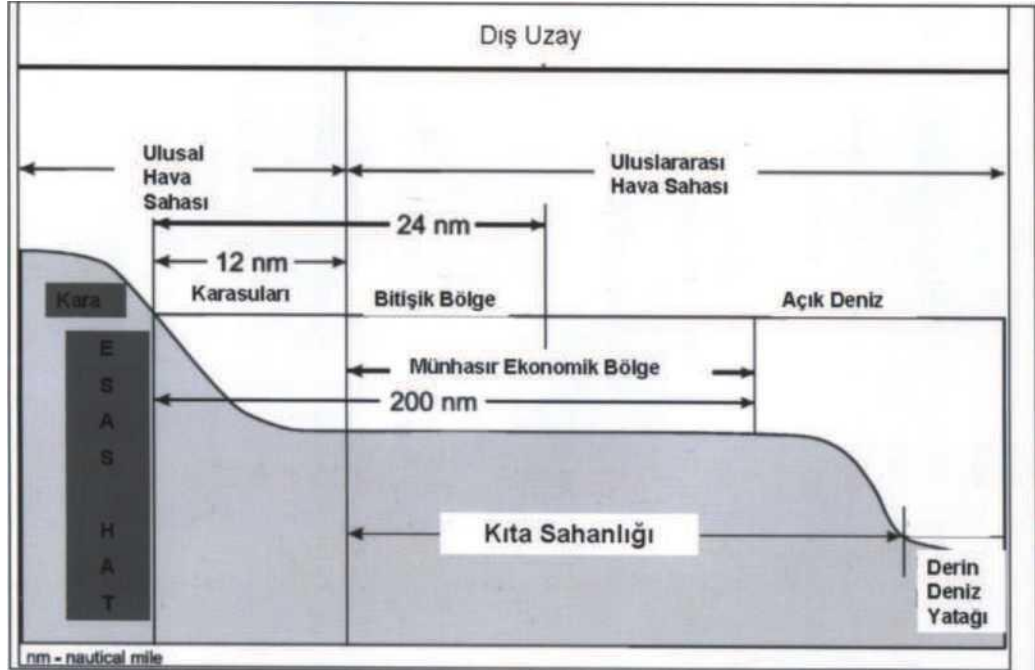 Dış Uzay
Ulusal
Hava
Sahası
Uluslararası
Hava Sahası
24 nm
12 nm
Karasuları
Bitişik Bölge
Açık Deniz
Kara
Münhasır Ekonomik Bölge
200 nm
E
S
A
S
H
A
T
Kıta Sahanlığı
Derin
Deniz
Yatağı
nm - nautical mile